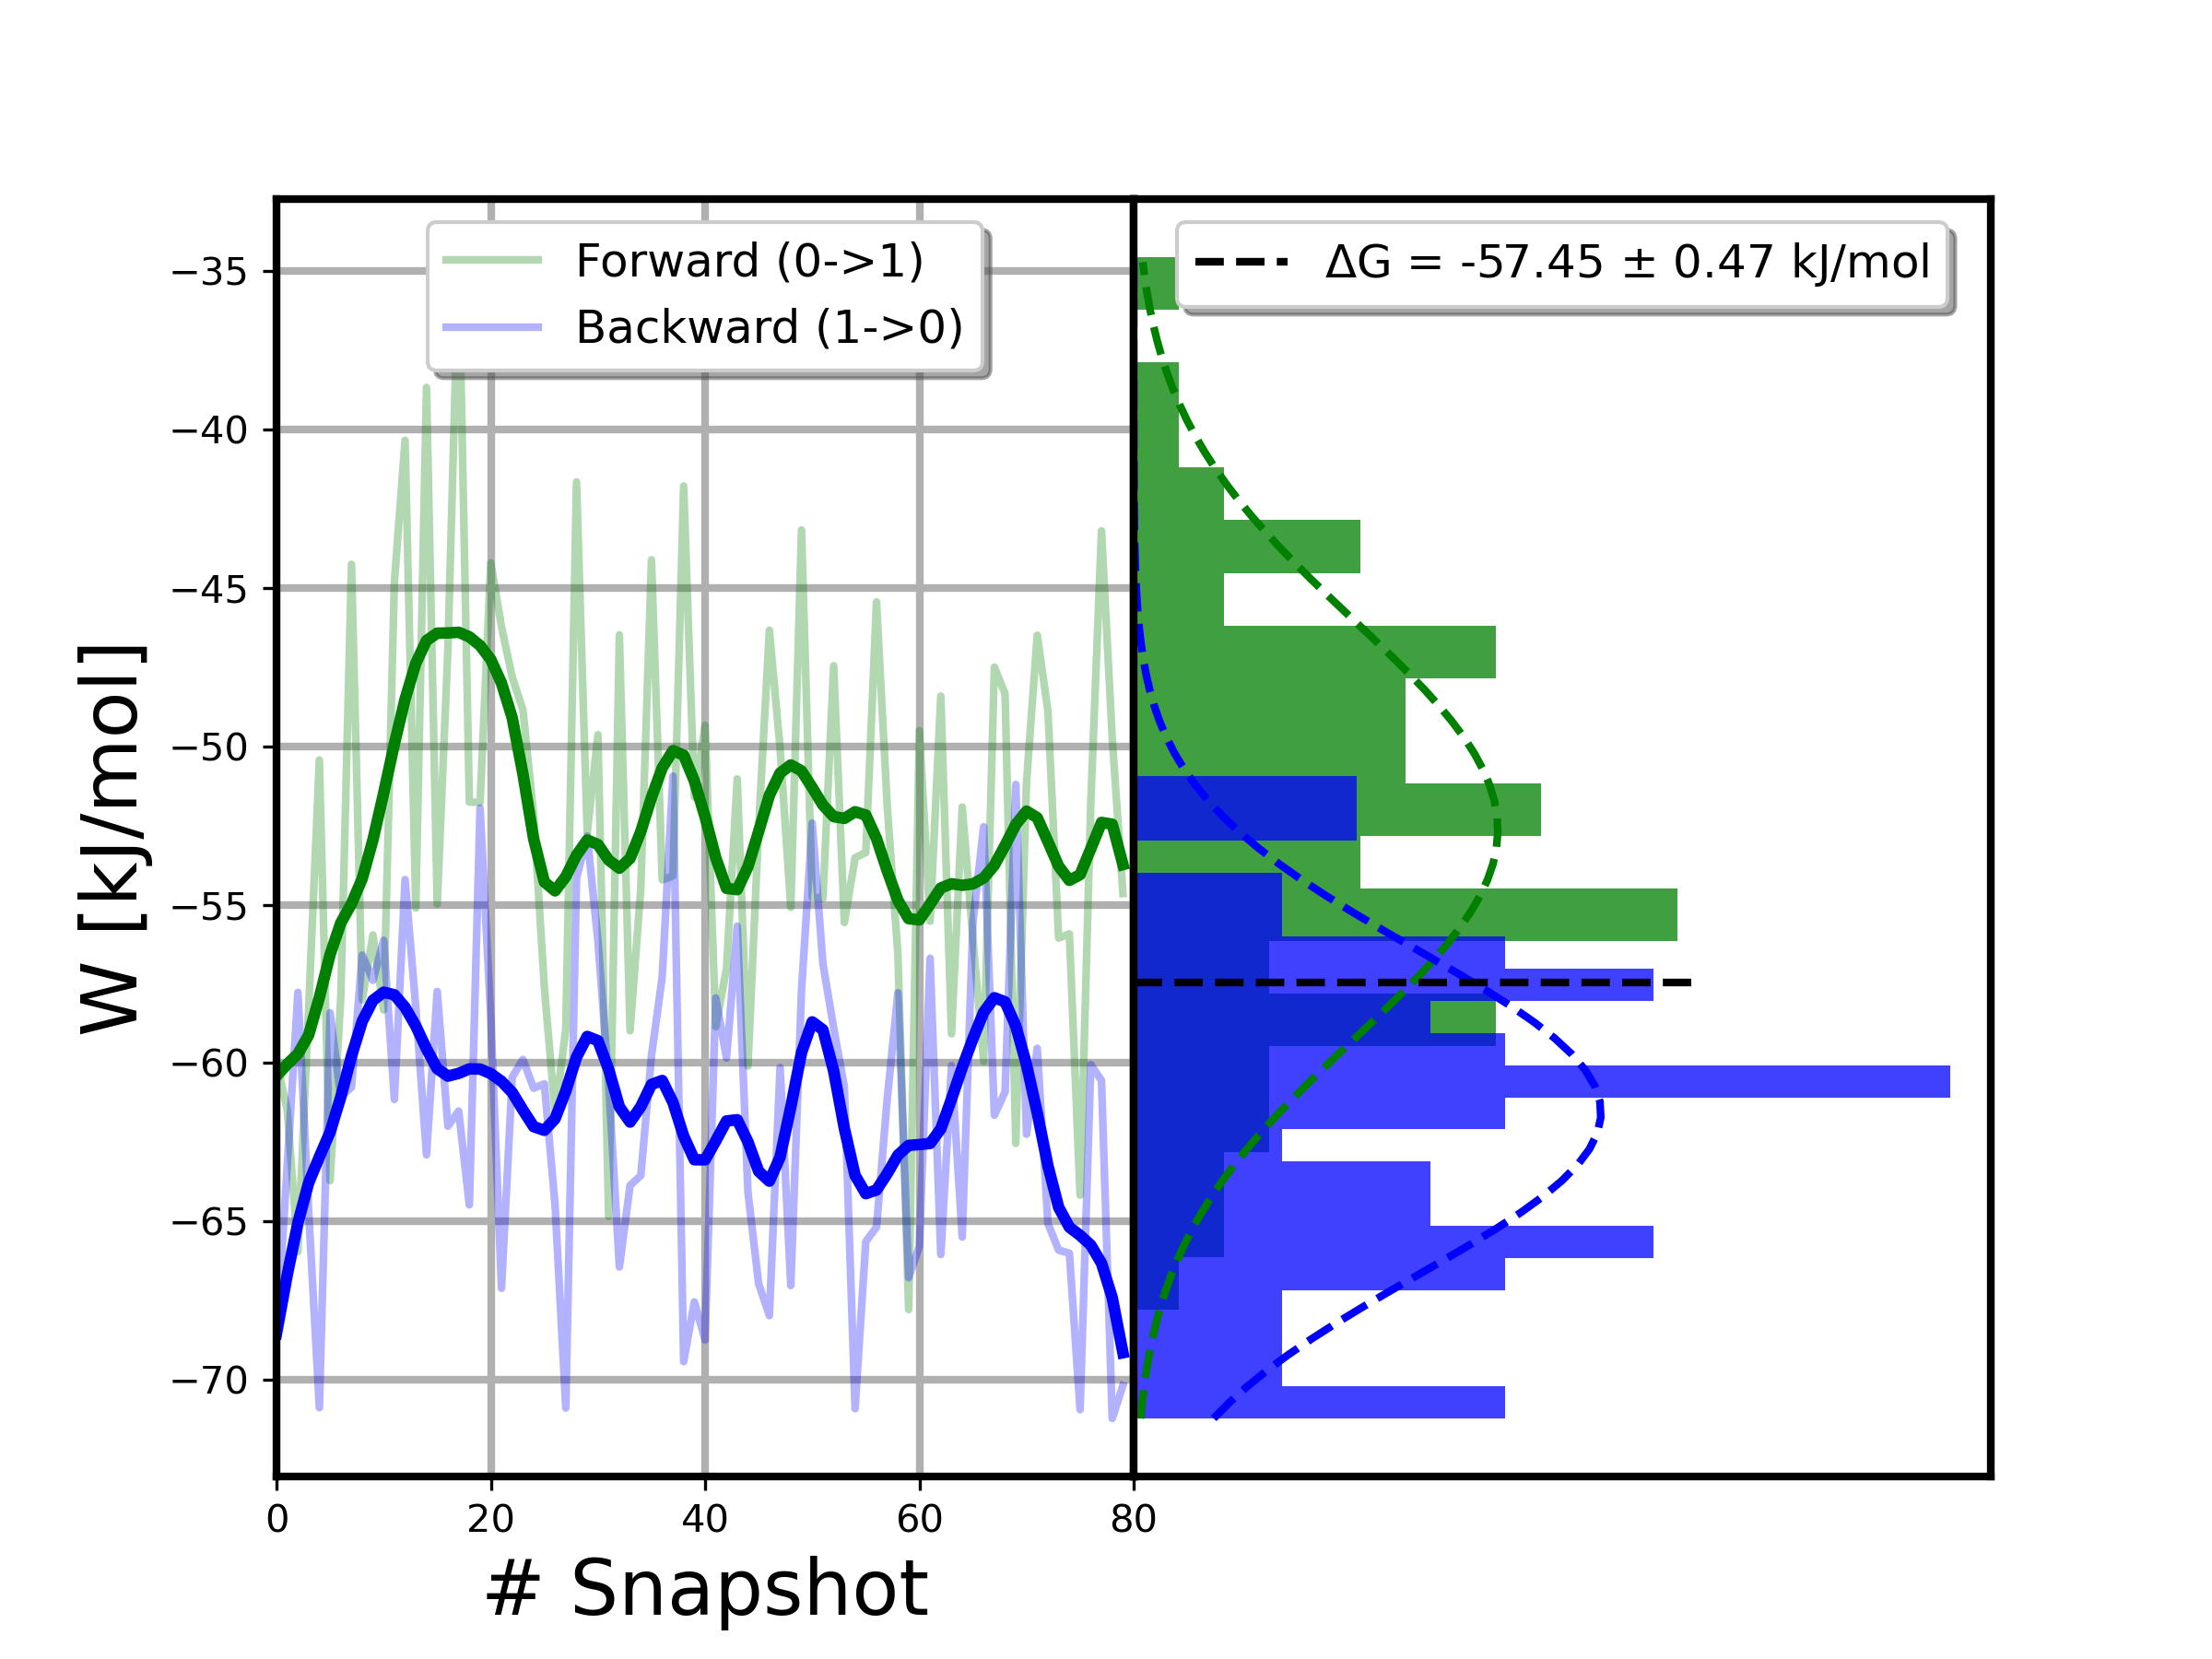 Forward (0->1)
Backward (1->0)
ΔG = -57.45 ± 0.47 kJ/mol
W [kJ/mol]
−35
−40
−45
−50
−55
−60
−65
−70
0 20 40 60 80
# Snapshot